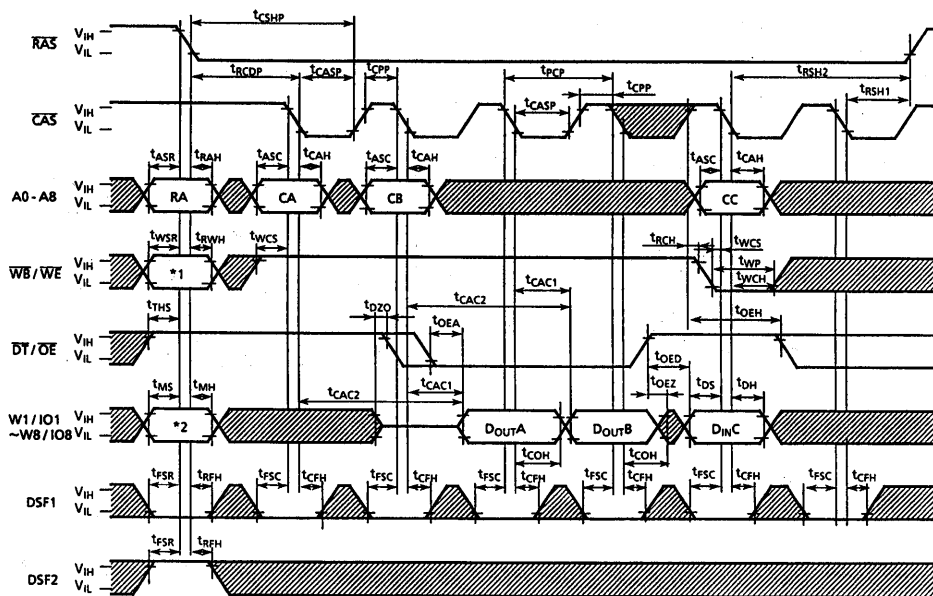 tCSHP
RAS VIH
VIL
tRCDP tCASP tCPP tPCP tCPP tRSH2
tCASP tRSH1
CAS VIH
VIL
tASR tRAH tASC tCAH tASC tCAH tASC tCAH
A0 - A8 VIH
VIL
RA CA CB CC
tWSR tRWH tWCS tRCH tWCS
tWP
tWCH
WB / WE VIH
VIL
*1
tTHS tDZO tCAC2 tCAC1 tOEH
tOEA
DT / OE VIH
VIL
tOED
tMS tMH tCAC2 tCAC1 tOEZ tDS tDH
W1 / IO1
~W8 / IO8
VIH
VIL
*2 DOUTA DOUTB DINC
tCOH tCOH
tFSR tRFH tFSC tCFH tFSC tCFH tFSC tCFH tFSC tCFH tFSC tCFH tFSC tCFH
DSF1 VIH
VIL
tFSR tRFH
DSF2 VIH
VIL